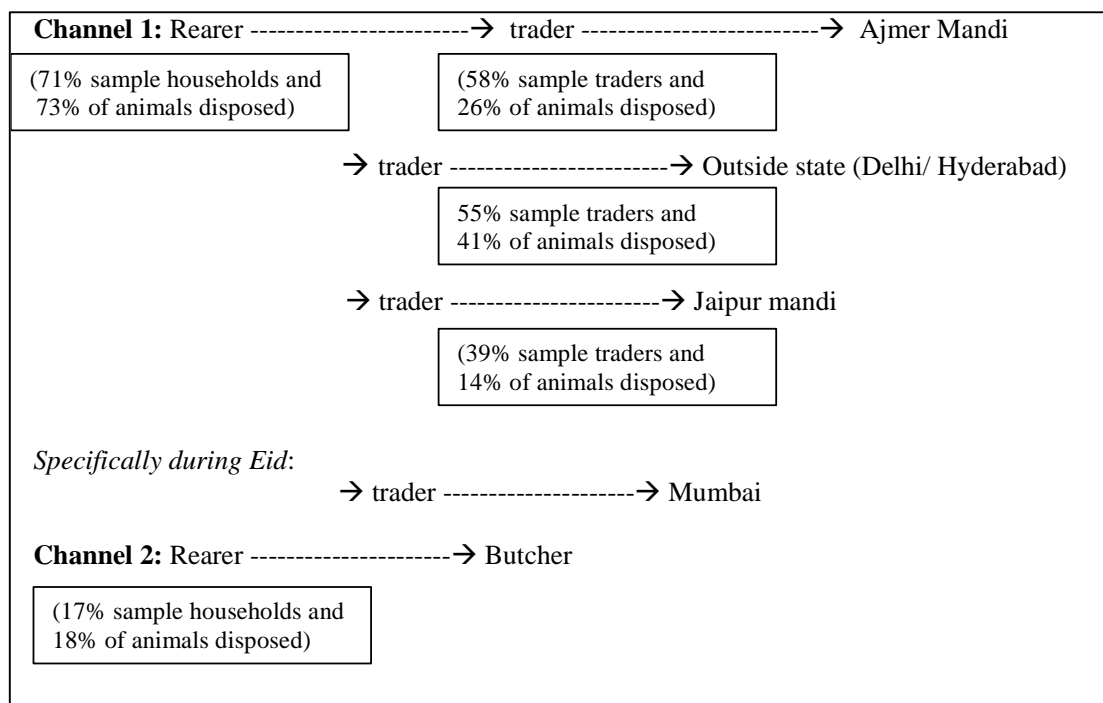 Channel 1: Rearer ------------------------→ trader --------------------------→ Ajmer Mandi
(71% sample households and
73% of animals disposed)
(58% sample traders and
26% of animals disposed)
→ trader ------------------------→ Outside state (Delhi/ Hyderabad)
55% sample traders and
41% of animals disposed)
→ trader -----------------------→ Jaipur mandi
(39% sample traders and
14% of animals disposed)
Specifically during Eid:
→ trader ---------------------→ Mumbai
Channel 2: Rearer ----------------------→ Butcher
(17% sample households and
18% of animals disposed)